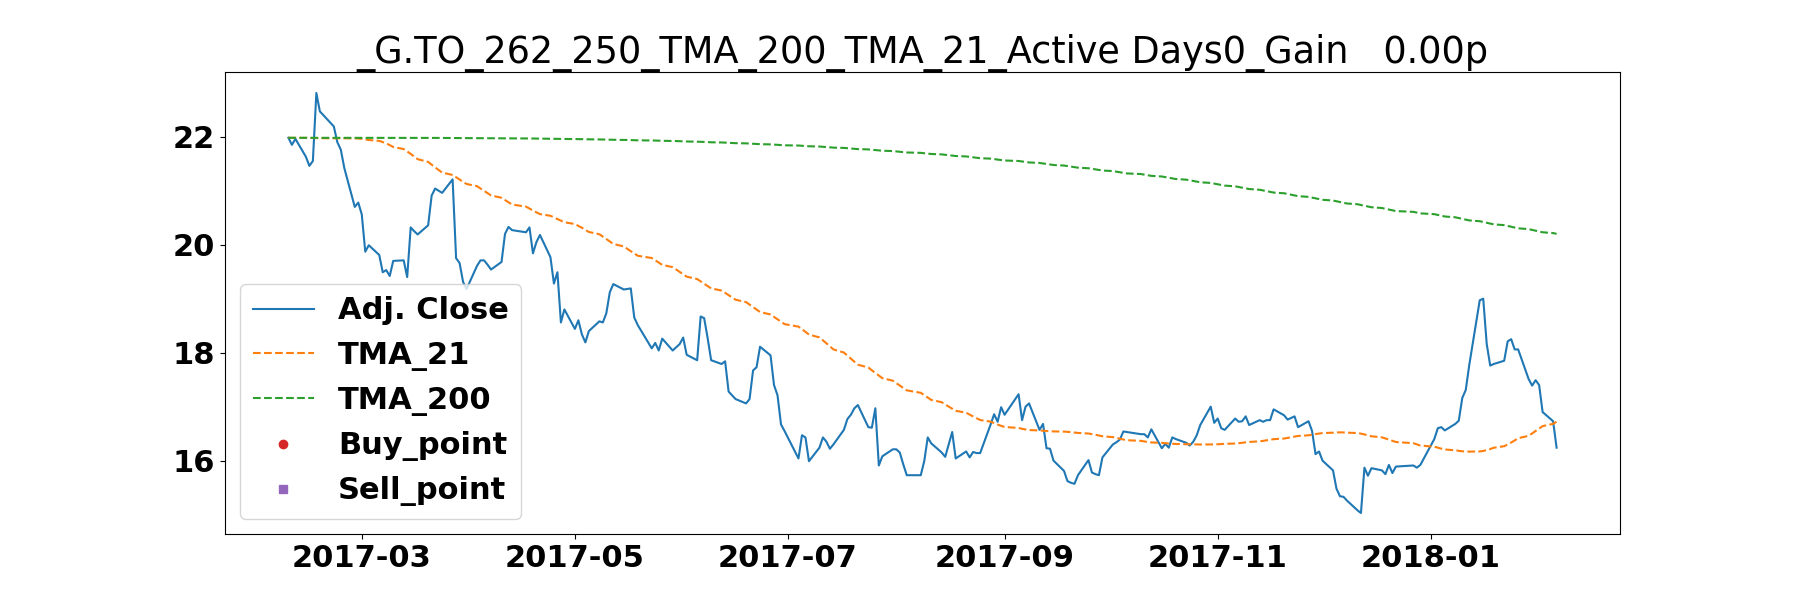 _G.TO_262_250_TMA_200_TMA_21_Active Days0_Gain   0.00p
22
20
18
16
Adj. Close
TMA_21
TMA_200
Buy_point
Sell_point
2017-03 2017-05 2017-07 2017-09 2017-11 2018-01